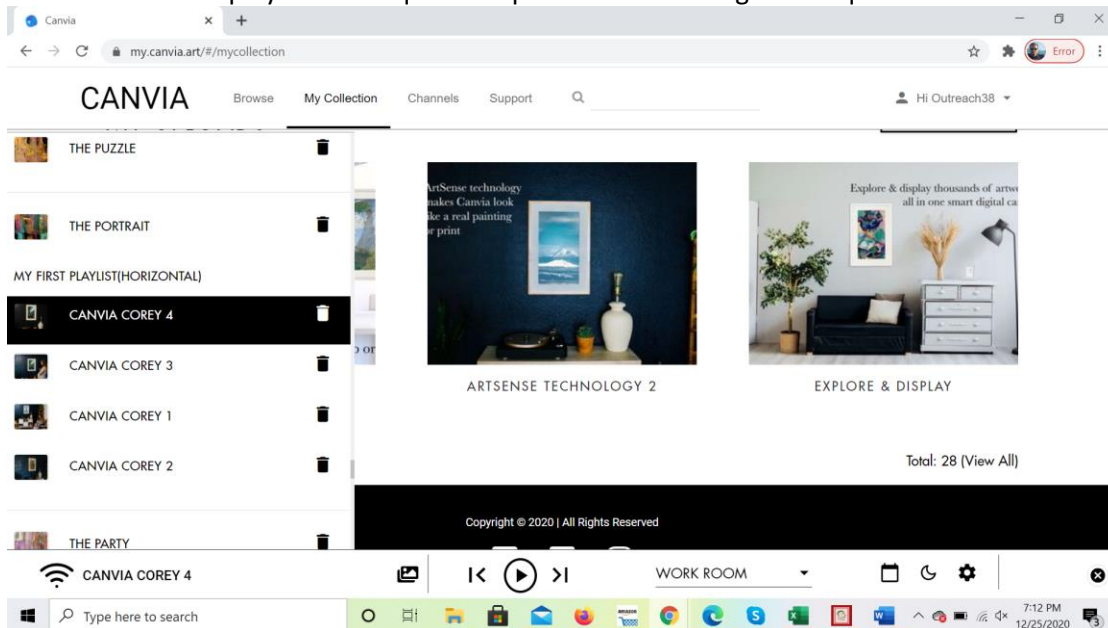 Canvia
my.canvia.art/#/mycollection
Error
CANVIA
Browse
My Collection
Channels
Support
Hi Outreach38
THE PUZZLE
THE PORTRAIT
MY FIRST PLAYLIST(HORIZONTAL)
CANVIA COREY 4
CANVIA COREY 3
CANVIA COREY 1
CANVIA COREY 2
THE PARTY
ArtSense technology
makes Canvia look
like a real painting
or print
Explore & display thousands of
all in one smart digital
or
ARTSENSE TECHNOLOGY 2
EXPLORE & DISPLAY
Total: 28 (View All)
Copyright © 2020 | All Rights Reserved
CANVIA COREY 4
WORK ROOM
Type here to search
7:12 PM
12/25/2020
3